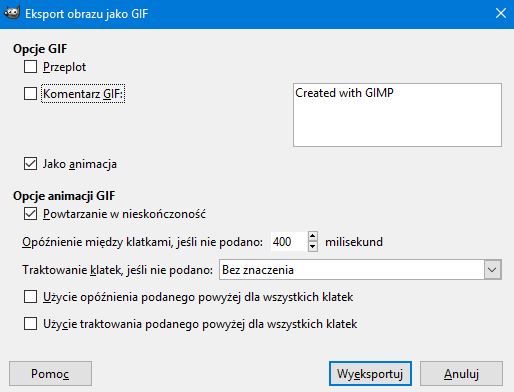 Eksport obrazu jako GIF
Opcje GIF
Przeplot
Komentarz GIF:
Created with GIMP
Jako animacja
Opcje animacji GIF
Powtarzanie w nieskończoność
Opóźnienie między klatkami, jeśli nie podano: 400 milisekund
Traktowanie klatek, jeśli nie podano: Bez znaczenia
Użycie opóźnienia podanego powyżej dla wszystkich klatek
Użycie traktowania podanego powyżej dla wszystkich klatek
Pomoc Wyeksportuj Anuluj